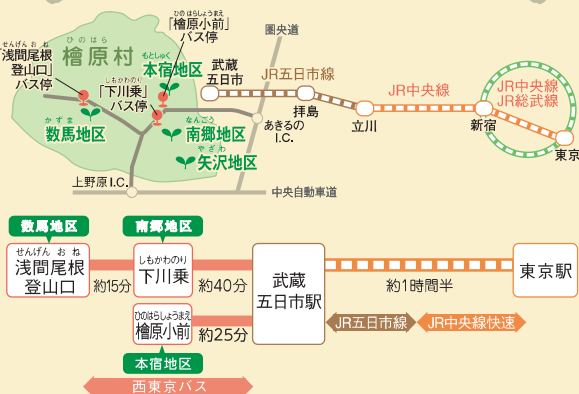 ひのはら
檜原村
せんげんおね
「浅間尾根
登山口」
バス停
ひのはらしょうまえ
「檜原小前」
バス停
もとしゅく
本宿地区
しもかわのり
「下川乗」
バス停
かずま
数馬地区
なんごう
南郷地区
やざわ
矢沢地区
上野原I.C.
中央自動車道
圏央道
あきるの
I.C.
武蔵
五日市
JR五日市線
拝島
立川
JR中央線
新宿
JR中央線
JR総武線
東京
数馬地区
せんげんおね
浅間尾根
登山口
約15分
南郷地区
しもかわのり
下川乗
約40分
ひのはらしょうまえ
檜原小前
約25分
本宿地区
西東京バス
武蔵
五日市駅
約1時間半
JR五日市線
JR中央線快速
東京駅